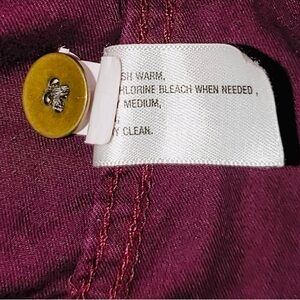 SH WARM,
HLORINE BLEACH WHEN NEEDED ,
MEDIUM,
Y CLEAN.